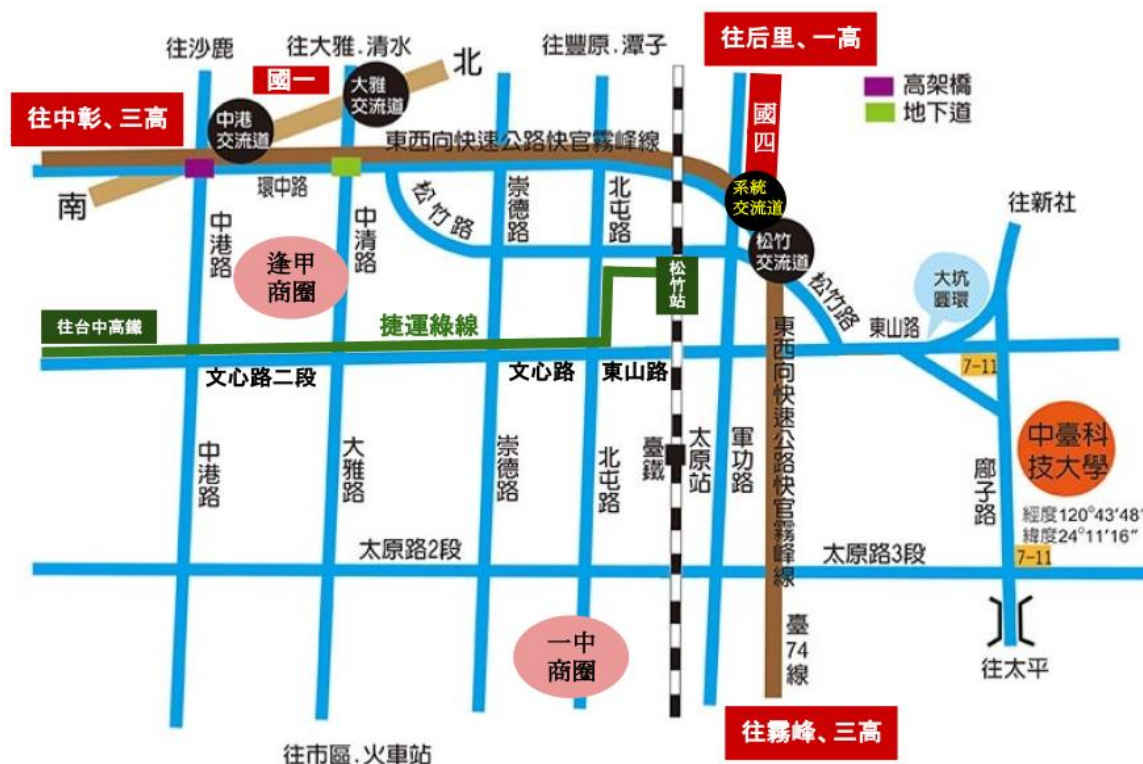 往后里、一高
往沙鹿
往大雅.清水
往豐原.潭子
國一
北
大雅
交流道
國四
高架橋
地下道
往中彰、三高
中港
交流道
東西向快速公路快官霧峰線
南
環中路
松竹路
崇德路
北屯路
系統
交流道
往新社
中港路
中清路
松竹
交流道
逢甲
商圈
松竹站
松竹路
大坑
圓環
往台中高鐵
捷運綠線
東山路
文心路二段
文心路
東山路
7-11
東西向快速公路快官霧峰線
中港路
大雅路
崇德路
北屯路
臺鐵
太原站
軍功路
廍子路
中臺科
技大學
經度120°43'48"
緯度24°11'16"
7-11
太原路2段
太原路3段
一中
商圈
臺74線
往太平
往霧峰、三高
往市區.火車站